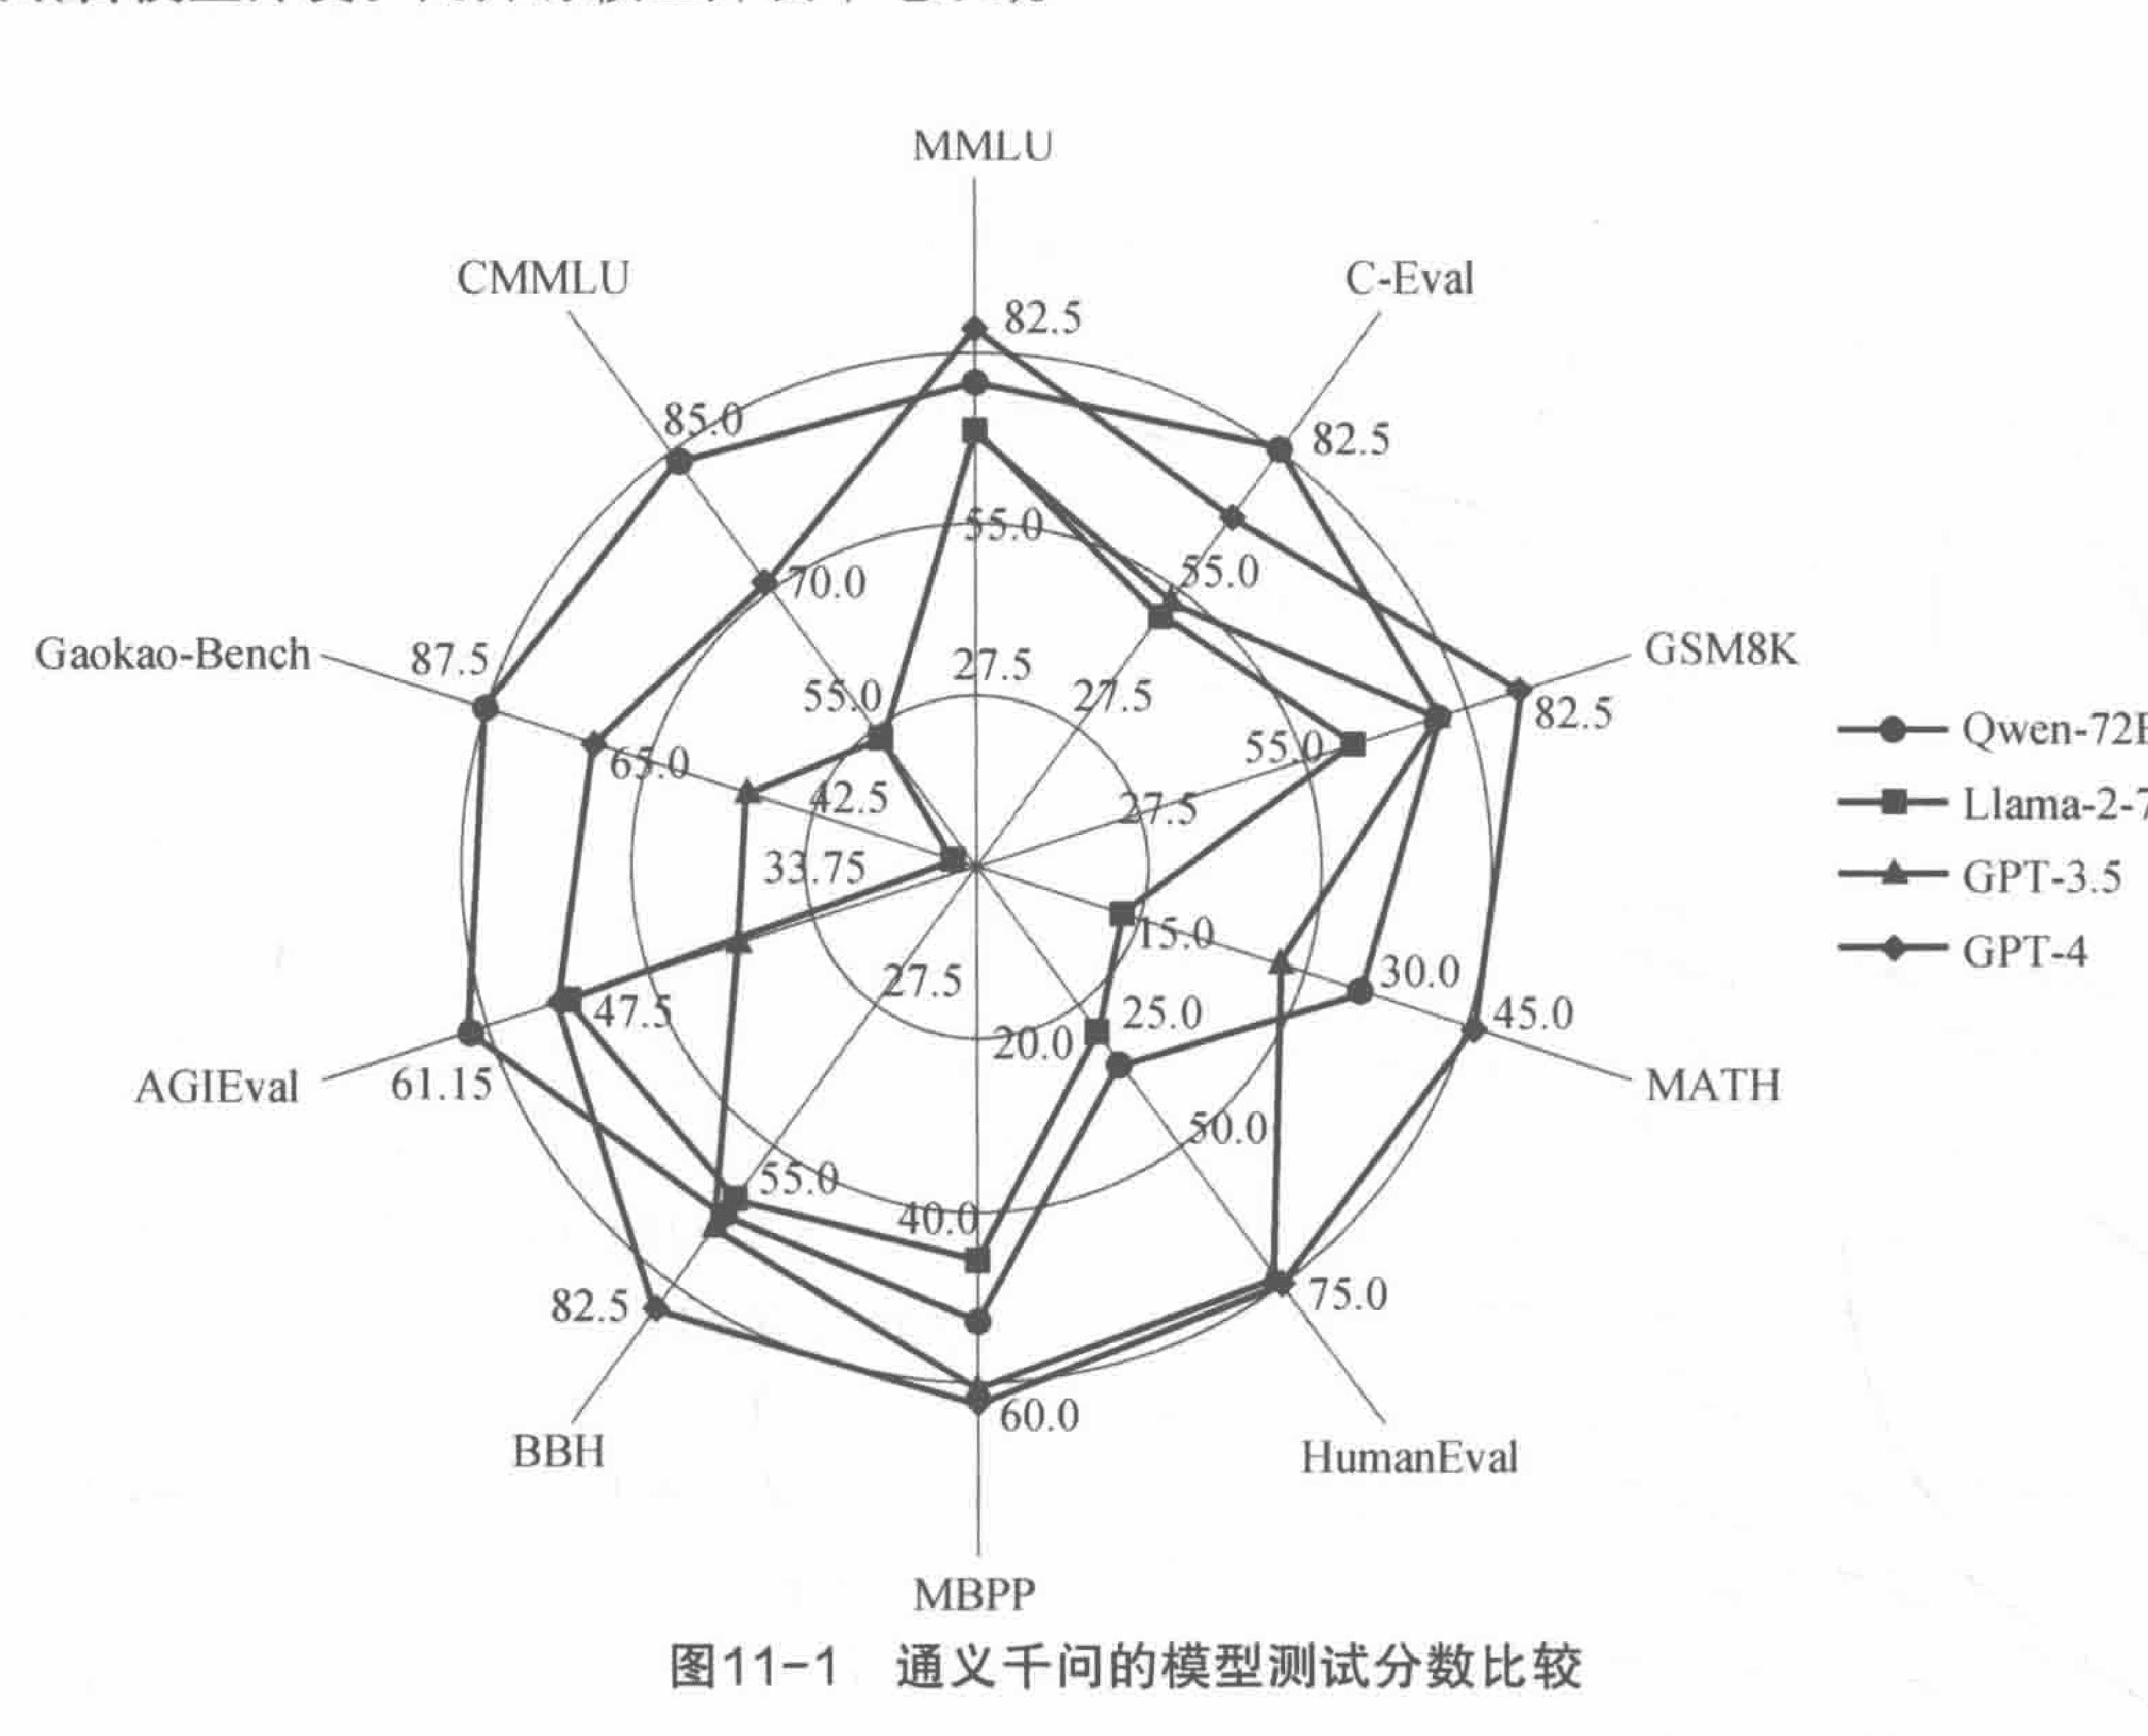 MMLU
CMMLU
C-Eval
82.5
85.0
82.5
55.0
55.0
70.0
Gaokao-Bench
87.5
GSM8K
27.5
55.0
27.5
82.5
65.0
55.0
42.5
27.5
33.75
Qwen-72
Llama-2-7
GPT-3.5
GPT-4
15.0
27.5
30.0
47.5
25.0
45.0
20.0
AGIEval
61.15
MATH
50.0
55.0
40.0
82.5
75.0
60.0
BBH
HumanEval
MBPP
图11-1 通义千问的模型测试分数比较